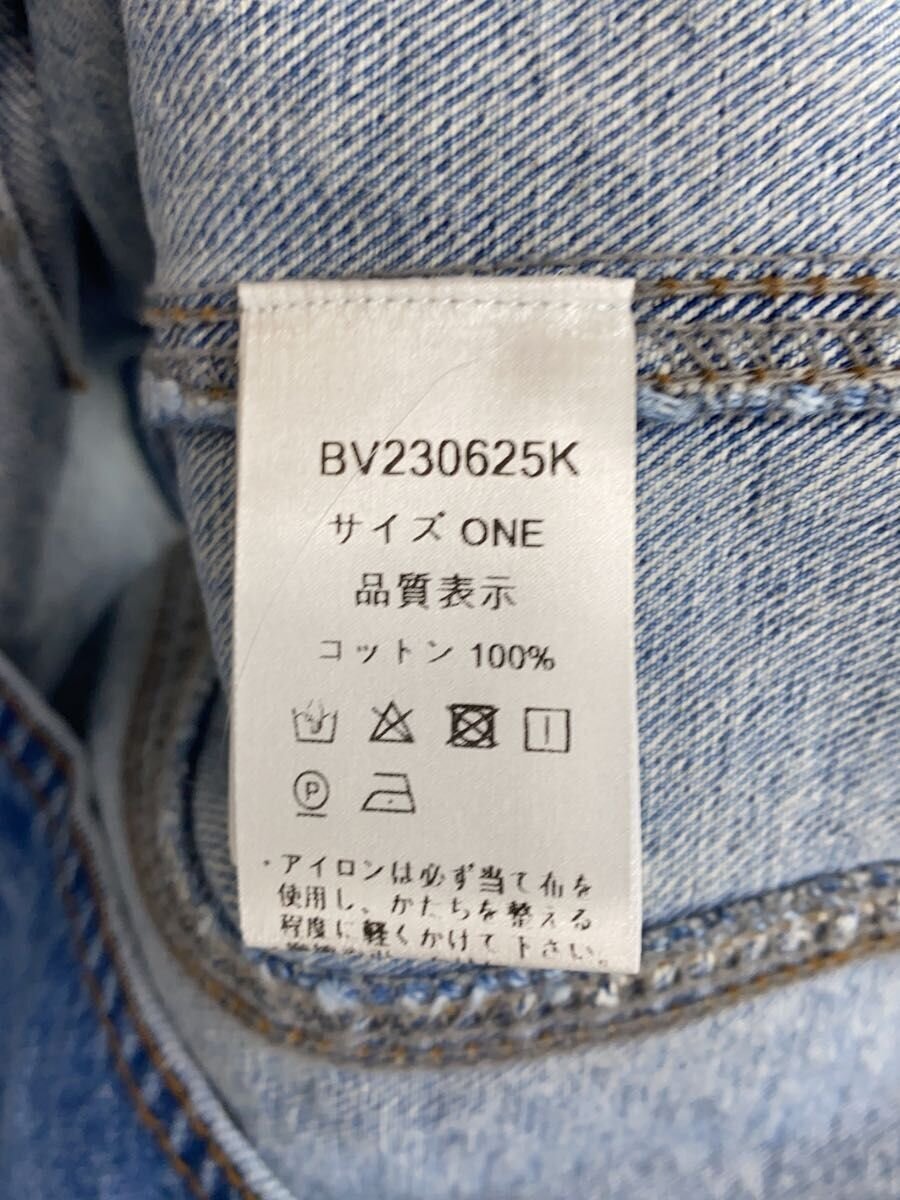 BV230625K
サイズ ONE
品質表示
コットン 100%
P
・アイロンは必ず当て布を
使用し、かたちを整える
程度に軽くかけて下さい。